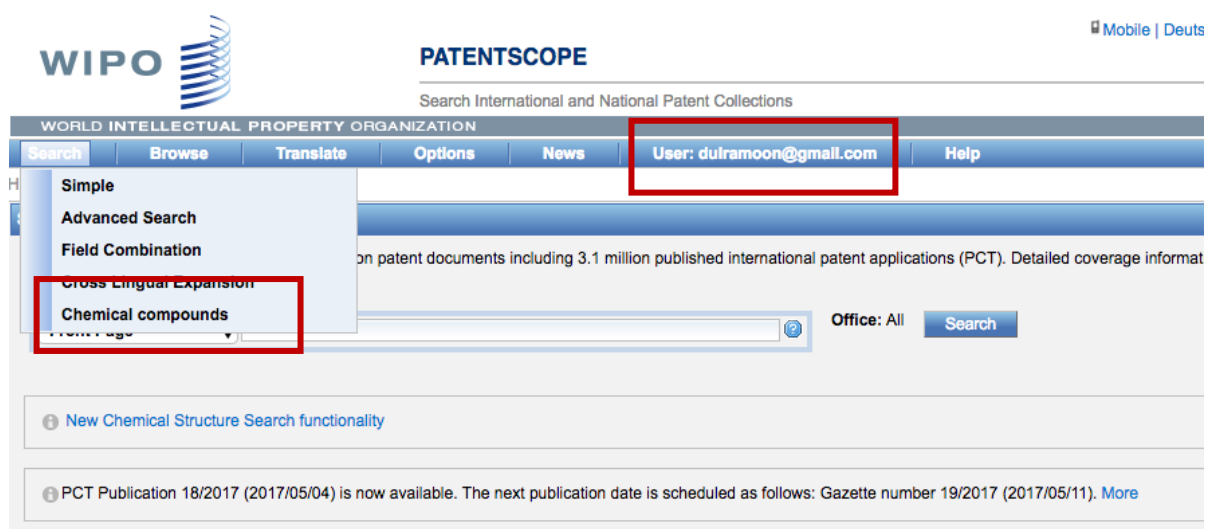 Mobile | Deuts
WIPO
PATENTSCOPE
Search International and National Patent Collections
WORLD INTELLECTUAL PROPERTY ORGANIZATION
Search Browse Translate Options News User: dulramoon@gmail.com Help
H
Simple
Advanced Search
Field Combination
on patent documents including 3.1 million published international patent applications (PCT). Detailed coverage informat
Cross Lingual Expansion
Chemical compounds
Front Page
Office: All Search
New Chemical Structure Search functionality
PCT Publication 18/2017 (2017/05/04) is now available. The next publication date is scheduled as follows: Gazette number 19/2017 (2017/05/11). More